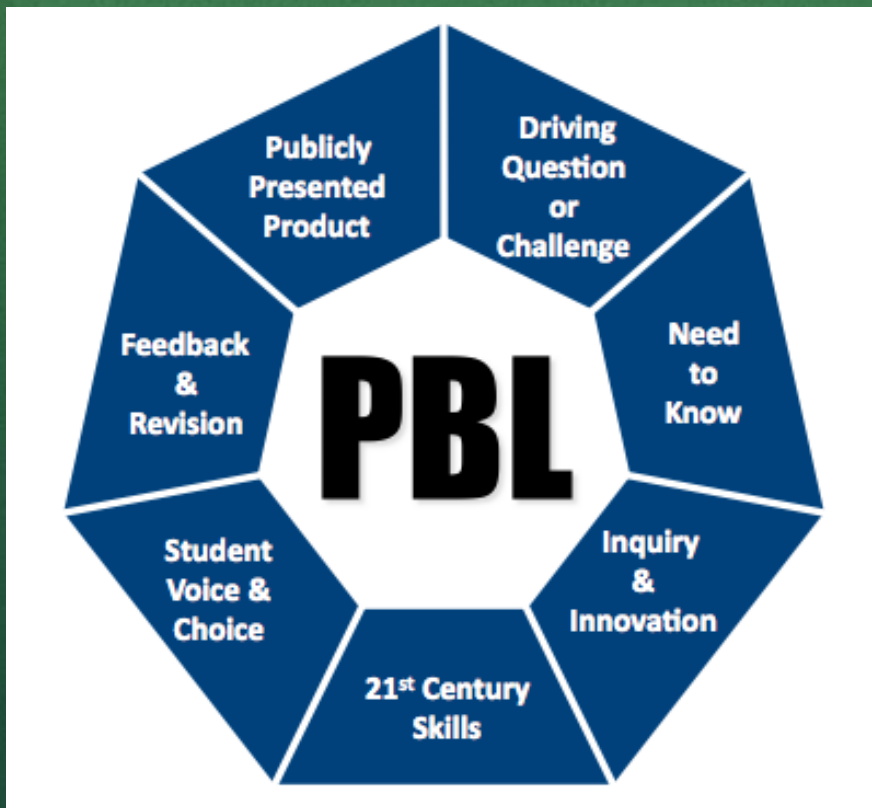 Driving
Question
or
Challenge
Need
to
Know
Inquiry
&
Innovation
21st Century
Skills
Student
Voice &
Choice
Feedback
&
Revision
Publicly
Presented
Product
PBL